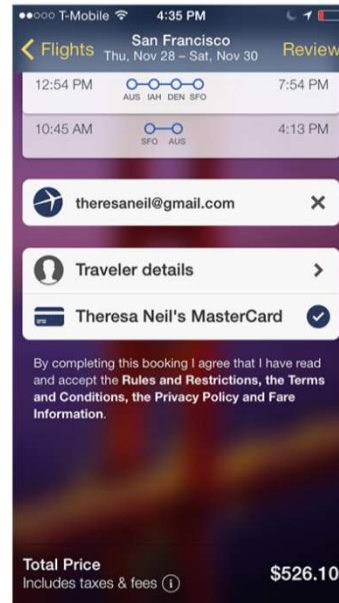 T-Mobile 4:35 PM
Flights San Francisco Review
Thu, Nov 28 – Sat, Nov 30
12:54 PM 7:54 PM
AUS IAH DEN SFO
10:45 AM 4:13 PM
SFO AUS
theresaneil@gmail.com
Traveler details
Theresa Neil's MasterCard
By completing this booking I agree that I have read
and accept the Rules and Restrictions, the Terms
and Conditions, the Privacy Policy and Fare
Information.
Total Price
Includes taxes & fees
$526.10